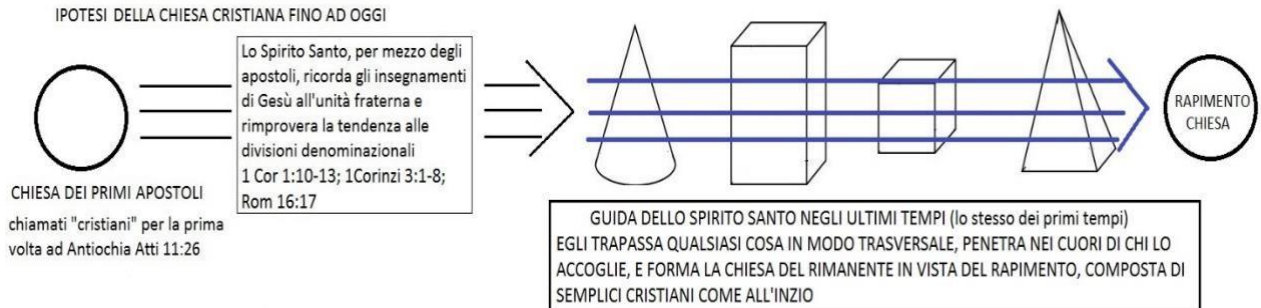 IPOTESI DELLA CHIESA CRISTIANA FINO AD OGGI
Lo Spirito Santo, per mezzo degli
apostoli, ricorda gli insegnamenti
di Gesù all'unità fraterna e
rimprovera la tendenza alle
divisioni denominazionali
1 Cor 1:10-13; 1Corinzi 3:1-8;
Rom 16:17
CHIESA DEI PRIMI APOSTOLI
chiamati "cristiani" per la prima
volta ad Antiochia Atti 11:26
RAPIMENTO
CHIESA
GUIDA DELLO SPIRITO SANTO NEGLI ULTIMI TEMPI (lo stesso dei primi tempi)
EGLI TRAPASSA QUALSIASI COSA IN MODO TRASVERSALE, PENETRA NEI CUORI DI CHI LO
ACCOGLIE, E FORMA LA CHIESA DEL RIMANENTE IN VISTA DEL RAPIMENTO, COMPOSTA DI
SEMPLICI CRISTIANI COME ALL'INZIO